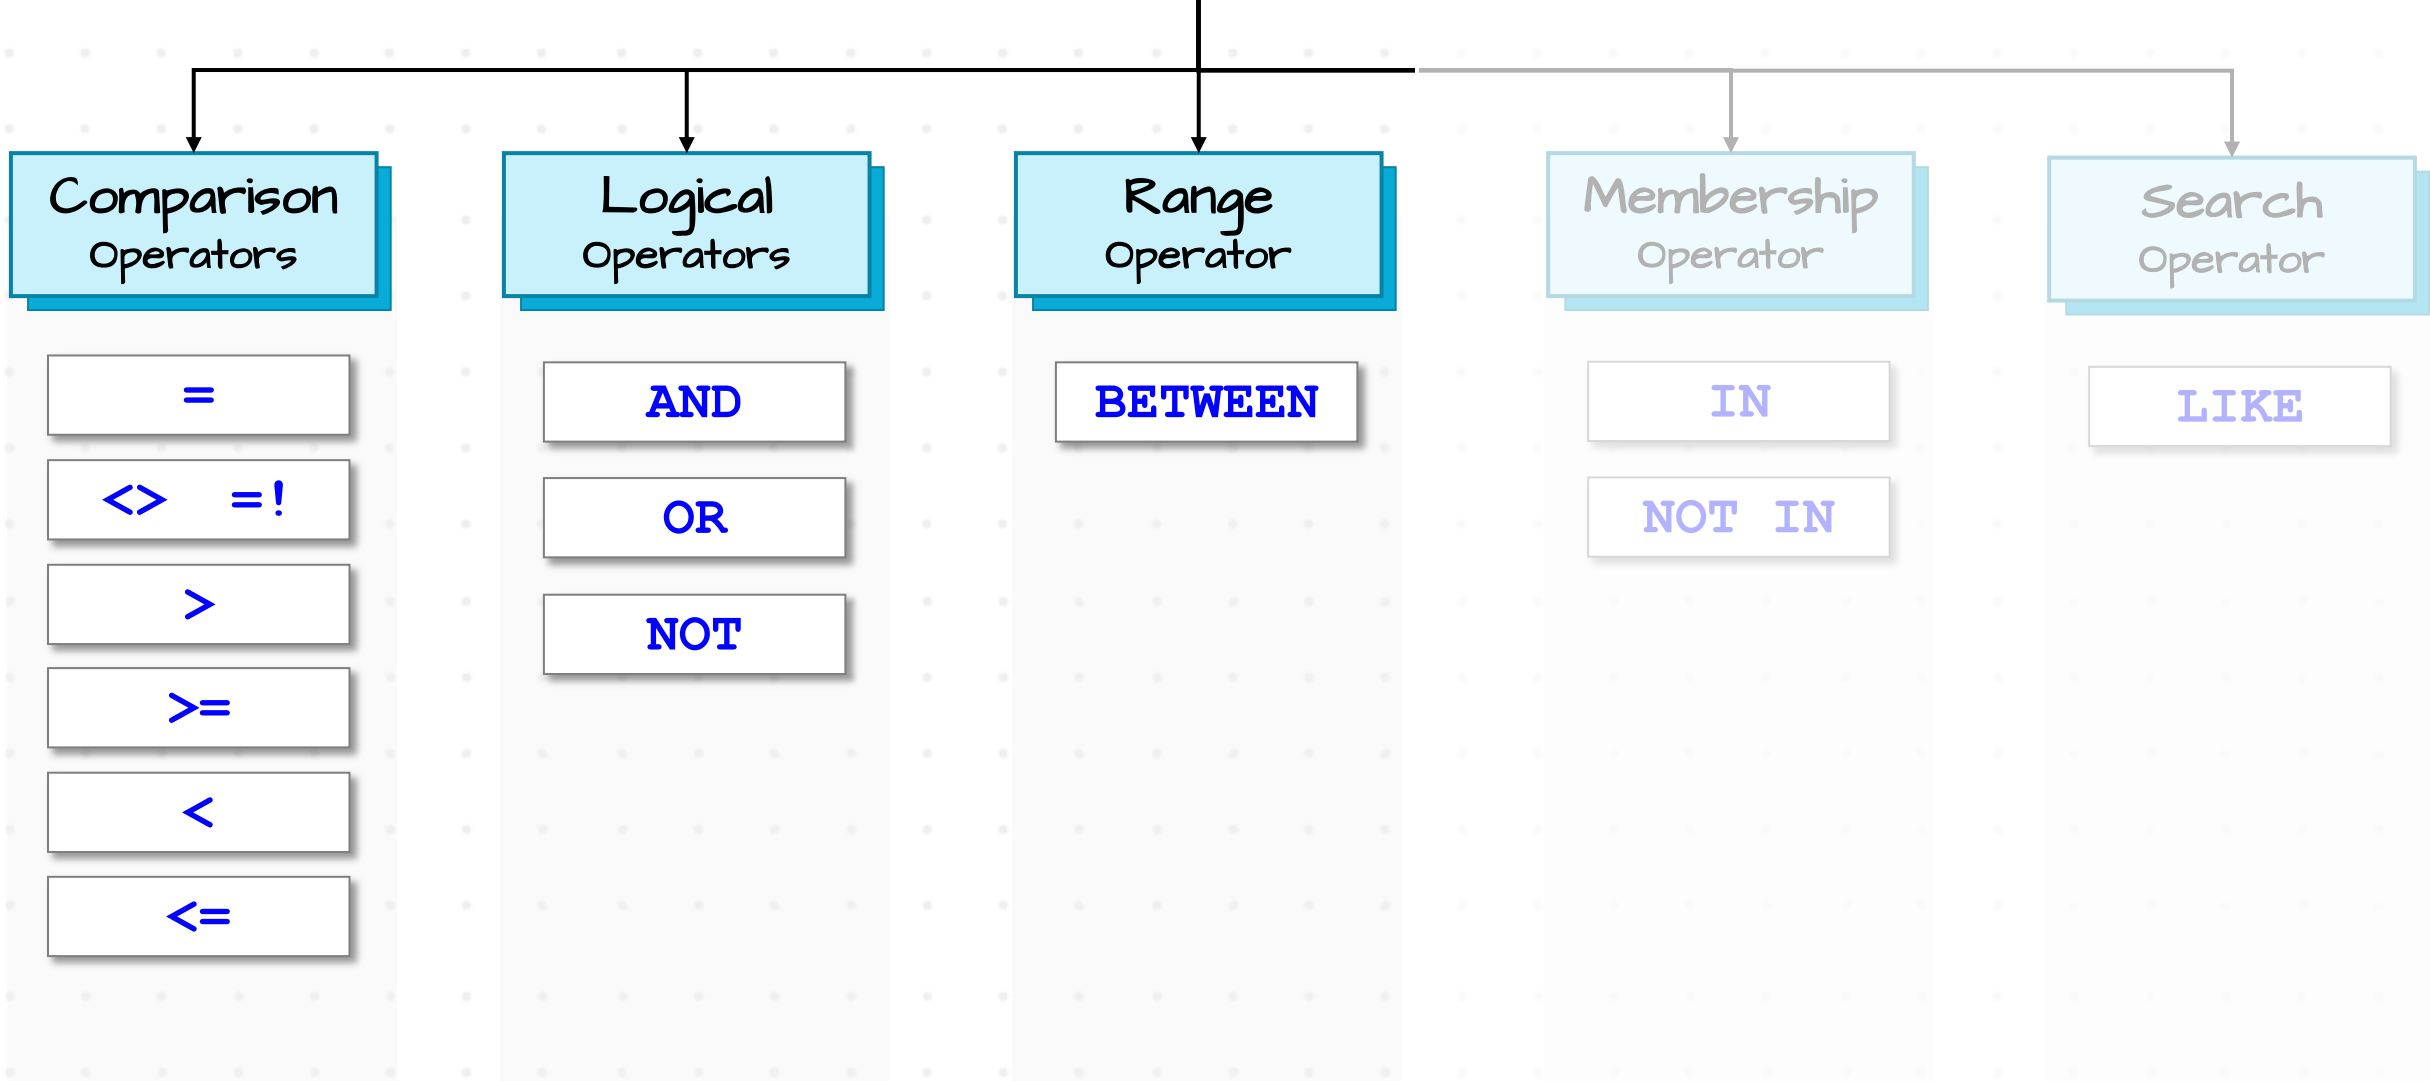 Comparison
Operators
=
<> =!
>
>=
<
<=
Logical
Operators
AND
OR
NOT
Range
Operator
BETWEEN
Membership
Operator
IN
NOT IN
Search
Operator
LIKE